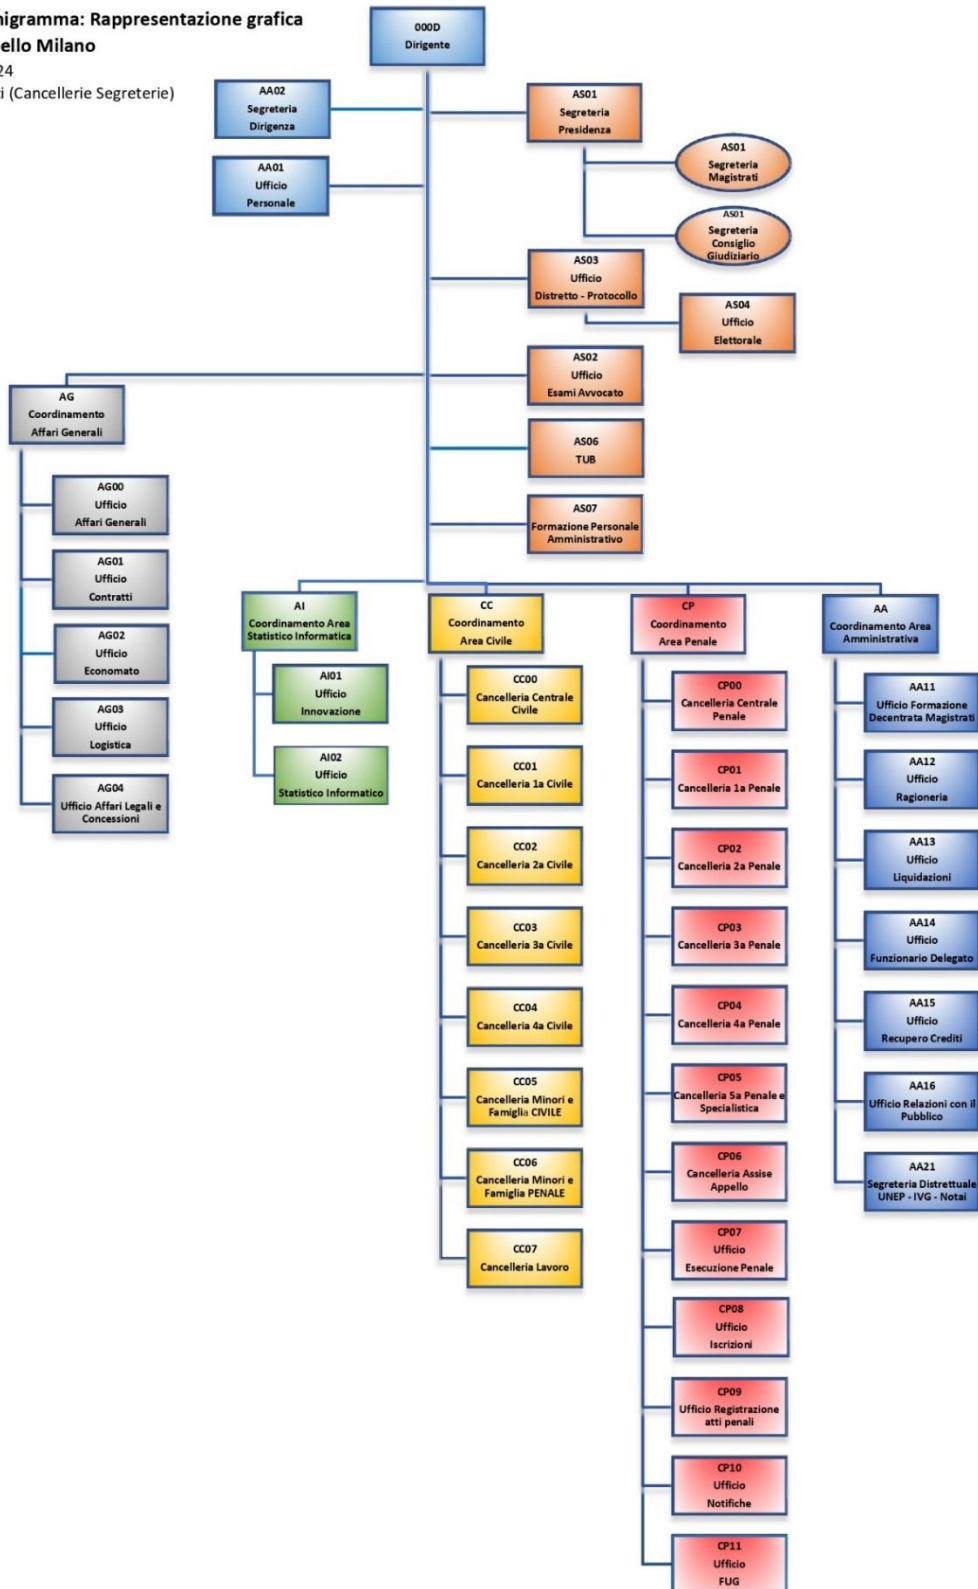 nigramma: Rappresentazione grafica
ello Milano
24
i (Cancellerie Segreterie)
000D
Dirigente
AA02
Segreteria
Dirigenza
AA01
Ufficio
Personale
AS01
Segreteria
Presidenza
AS01
Segreteria
Magistrati
AS01
Segreteria
Consiglio
Giudiziario
AS03
Ufficio
Distretto - Protocollo
AS04
Ufficio
Elettorale
AS02
Ufficio
Esami Avvocato
AS06
TUB
AS07
Formazione Personale
Amministrativo
AG
Coordinamento
Affari Generali
AG00
Ufficio
Affari Generali
AG01
Ufficio
Contratti
AG02
Ufficio
Economato
AG03
Ufficio
Logistica
AG04
Ufficio Affari Legali e
Concessioni
AI
Coordinamento Area
Statistico Informatica
AI01
Ufficio
Innovazione
AI02
Ufficio
Statistico Informatico
CC
Coordinamento
Area Civile
CC00
Cancelleria Centrale
Civile
CC01
Cancelleria 1a Civile
CC02
Cancelleria 2a Civile
CC03
Cancelleria 3a Civile
CC04
Cancelleria 4a Civile
CC05
Cancelleria Minori e
Famiglia CIVILE
CC06
Cancelleria Minori e
Famiglia PENALE
CC07
Cancelleria Lavoro
CP
Coordinamento
Area Penale
CP00
Cancelleria Centrale
Penale
CP01
Cancelleria 1a Penale
CP02
Cancelleria 2a Penale
CP03
Cancelleria 3a Penale
CP04
Cancelleria 4a Penale
CP05
Cancelleria 5a Penale e
Specialistica
CP06
Cancelleria Assise
Appello
CP07
Ufficio
Esecuzione Penale
CP08
Ufficio
Iscrizioni
CP09
Ufficio Registrazione
atti penali
CP10
Ufficio
Notifiche
CP11
Ufficio
FUG
AA
Coordinamento Area
Amministrativa
AA11
Ufficio Formazione
Decentrata Magistrati
AA12
Ufficio
Ragioneria
AA13
Ufficio
Liquidazioni
AA14
Ufficio
Funzionario Delegato
AA15
Ufficio
Recupero Crediti
AA16
Ufficio Relazioni con il
Pubblico
AA21
Segreteria Distrettuale
UNEP - IVG - Notai